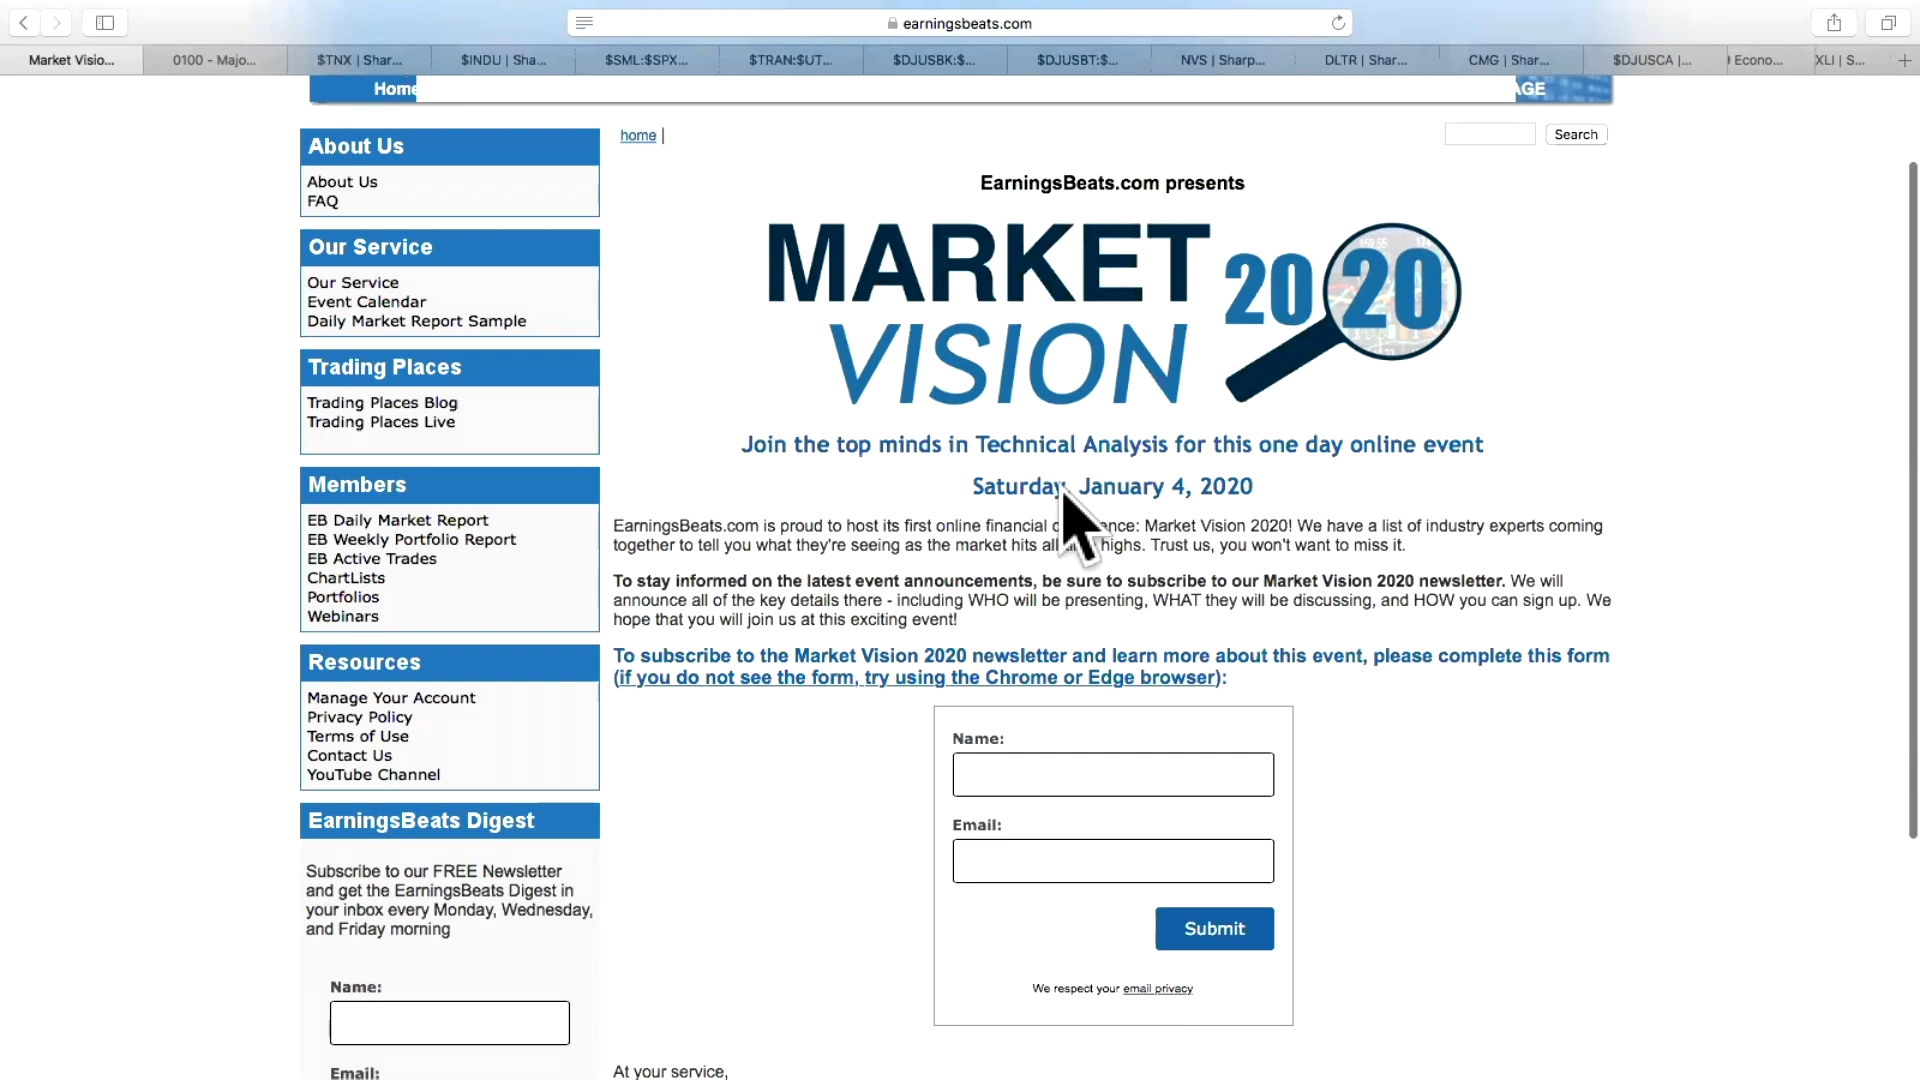 earningsbeats.com
Market Visio...
0100 - Majo...
$TNX | Shar...
$INDU | Sha...
$SML:$SPX...
$TRAN:$UT...
$DJUSBK:$...
$DJUSBT:$...
NVS | Sharp...
DLTR | Shar...
CMG | Shar...
$DJUSCA |...
Econo...
XLI | S...
Home
AGE
home |
Search
About Us
About Us
FAQ
Our Service
Our Service
Event Calendar
Daily Market Report Sample
Trading Places
Trading Places Blog
Trading Places Live
Members
EB Daily Market Report
EB Weekly Portfolio Report
EB Active Trades
ChartLists
Portfolios
Webinars
Resources
Manage Your Account
Privacy Policy
Terms of Use
Contact Us
YouTube Channel
EarningsBeats Digest
Subscribe to our FREE Newsletter
and get the EarningsBeats Digest in
your inbox every Monday, Wednesday,
and Friday morning
Name:
Email:
EarningsBeats.com presents
MARKET
VISION
2020
Join the top minds in Technical Analysis for this one day online event
Saturday, January 4, 2020
EarningsBeats.com is proud to host its first online financial : Market Vision 2020! We have a list of industry experts coming
together to tell you what they're seeing as the market hits all highs. Trust us, you won't want to miss it.
To stay informed on the latest event announcements, be sure to subscribe to our Market Vision 2020 newsletter. We will
announce all of the key details there - including WHO will be presenting, WHAT they will be discussing, and HOW you can sign up. We
hope that you will join us at this exciting event!
To subscribe to the Market Vision 2020 newsletter and learn more about this event, please complete this form
(if you do not see the form, try using the Chrome or Edge browser):
Name:
Email:
Submit
We respect your email privacy
At your service,